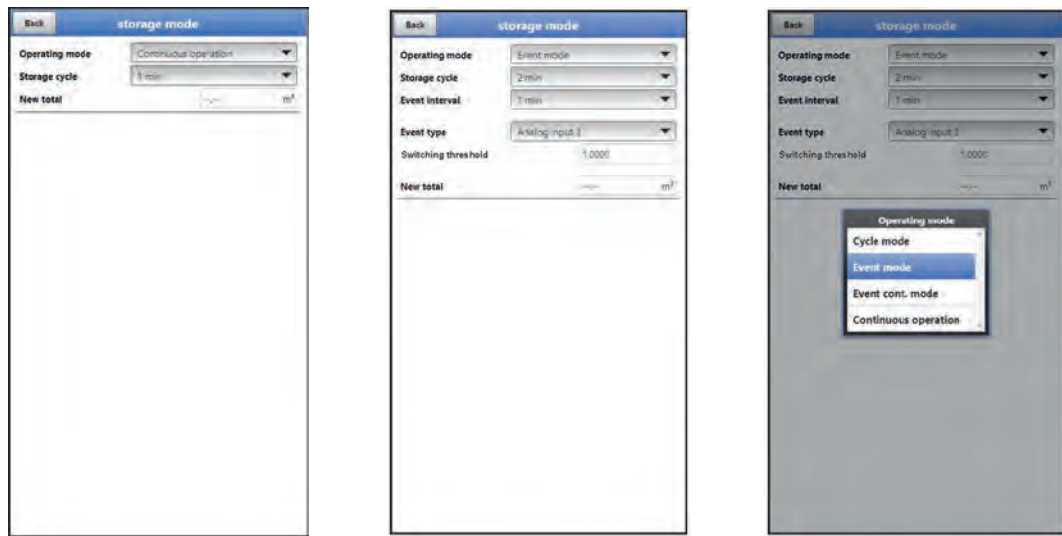 Back storage mode
Operating mode Continuous operation
Storage cycle 1 min
New total --,-- m³
Back storage mode
Operating mode Event mode
Storage cycle 2 min
Event interval 1 min
Event type Analog input 1
Switching threshold 1.0000
New total --,-- m³
Back storage mode
Operating mode Event mode
Storage cycle 2 min
Event interval 1 min
Event type Analog input 1
Switching threshold 1.0000
New total --,-- m³
Operating mode
Cycle mode
Event mode
Event cont. mode
Continuous operation